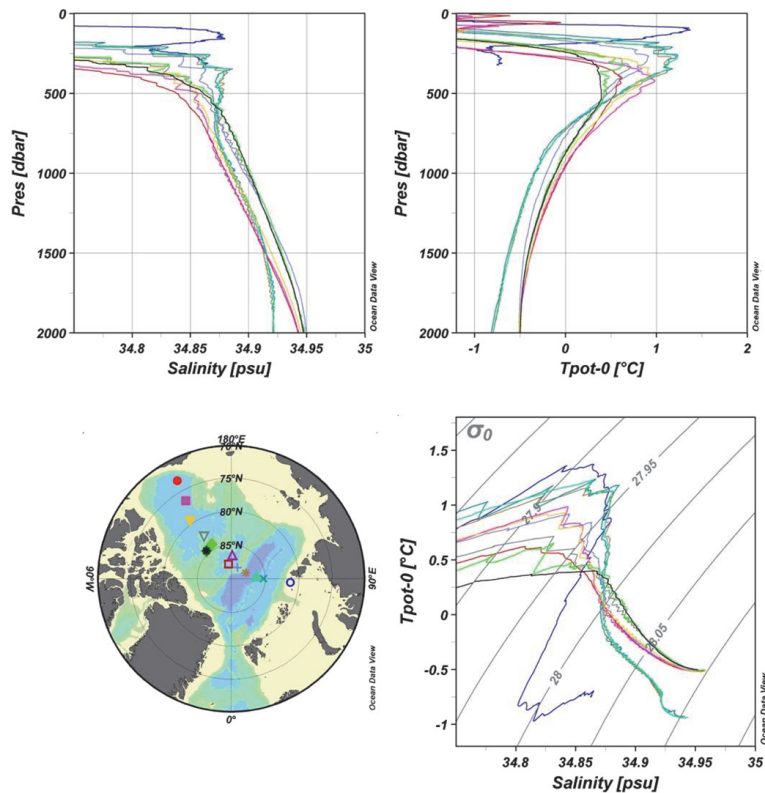 0
500
1000
1500
2000
Pres [dbar]
34.8
34.85
34.9
34.95
35
Salinity [psu]
Ocean Data View
0
500
1000
1500
2000
Pres [dbar]
-1
0
1
2
Tpot-0 [°C]
Ocean Data View
180°E
70°N
75°N
80°N
85°N
90°W
90°E
0°
Ocean Data View
σ0
1.5
1
0.5
0
-0.5
-1
Tpot-0 [°C]
27.9
27.95
28
28.05
34.8
34.85
34.9
34.95
35
Salinity [psu]
Ocean Data View